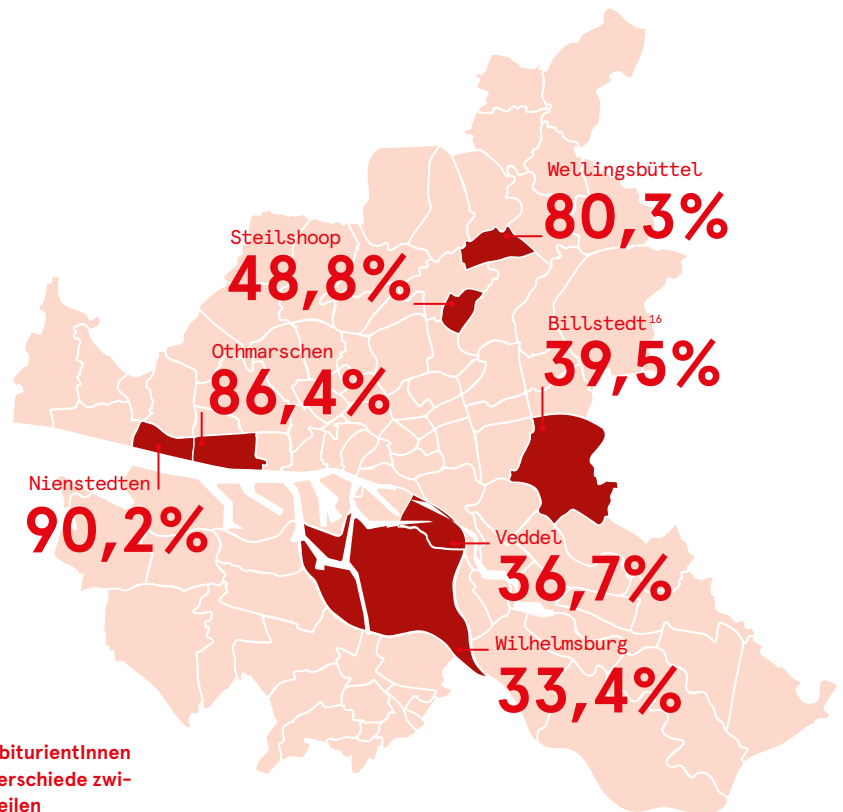 Wellingsbüttel
80,3%
Steilshoop
48,8%
Billstedt¹⁶
39,5%
Othmarschen
86,4%
Nienstedten
90,2%
Veddel
36,7%
Wilhelmsburg
33,4%
biturientInnen
erschiede zwi-
eilen